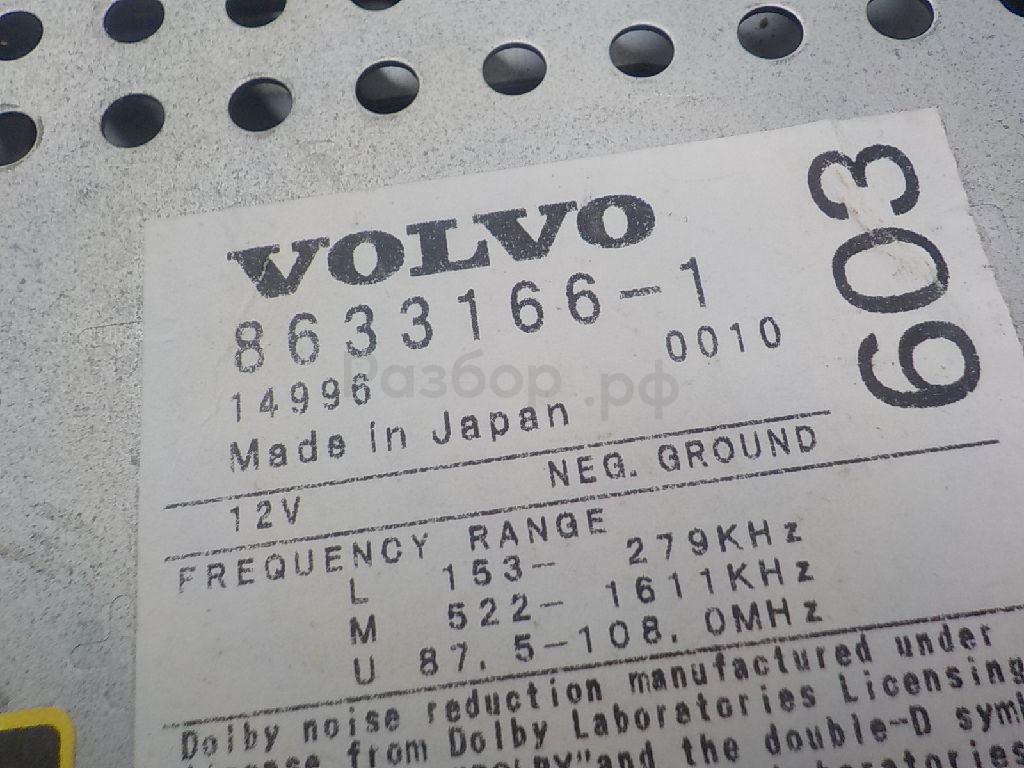 VOLVO
8633166-1
14996 0010
Made in Japan
603
12V NEG. GROUND
FREQUENCY RANGE
L 153- 279KHz
M 522- 1611KHz
U 87.5-108.0MHz
Dolby noise reduction manufactured under
from Dolby Laboratories Licensing
"and the double-D
Разбор.рф